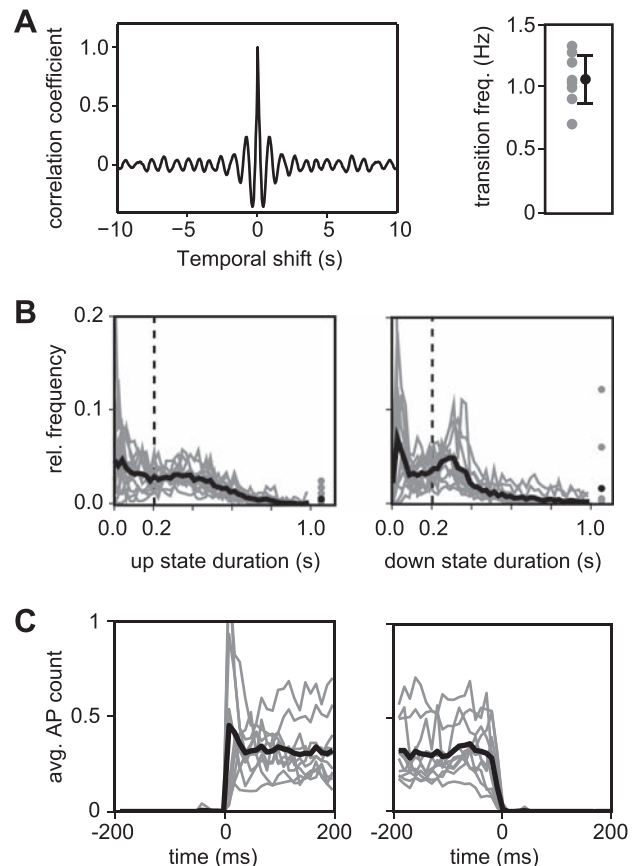 A
correlation coefficient
1.0
0.5
0
−10 −5 0 5 10
Temporal shift (s)
transition freq. (Hz)
1.5
1.0
0.5
0
B
rel. frequency
0.2
0.1
0.0
0.0 0.2 1.0
up state duration (s)
0.0 0.2 1.0
down state duration (s)
C
avg. AP count
1
0.5
0
-200 0 200
time (ms)
-200 0 200
time (ms)